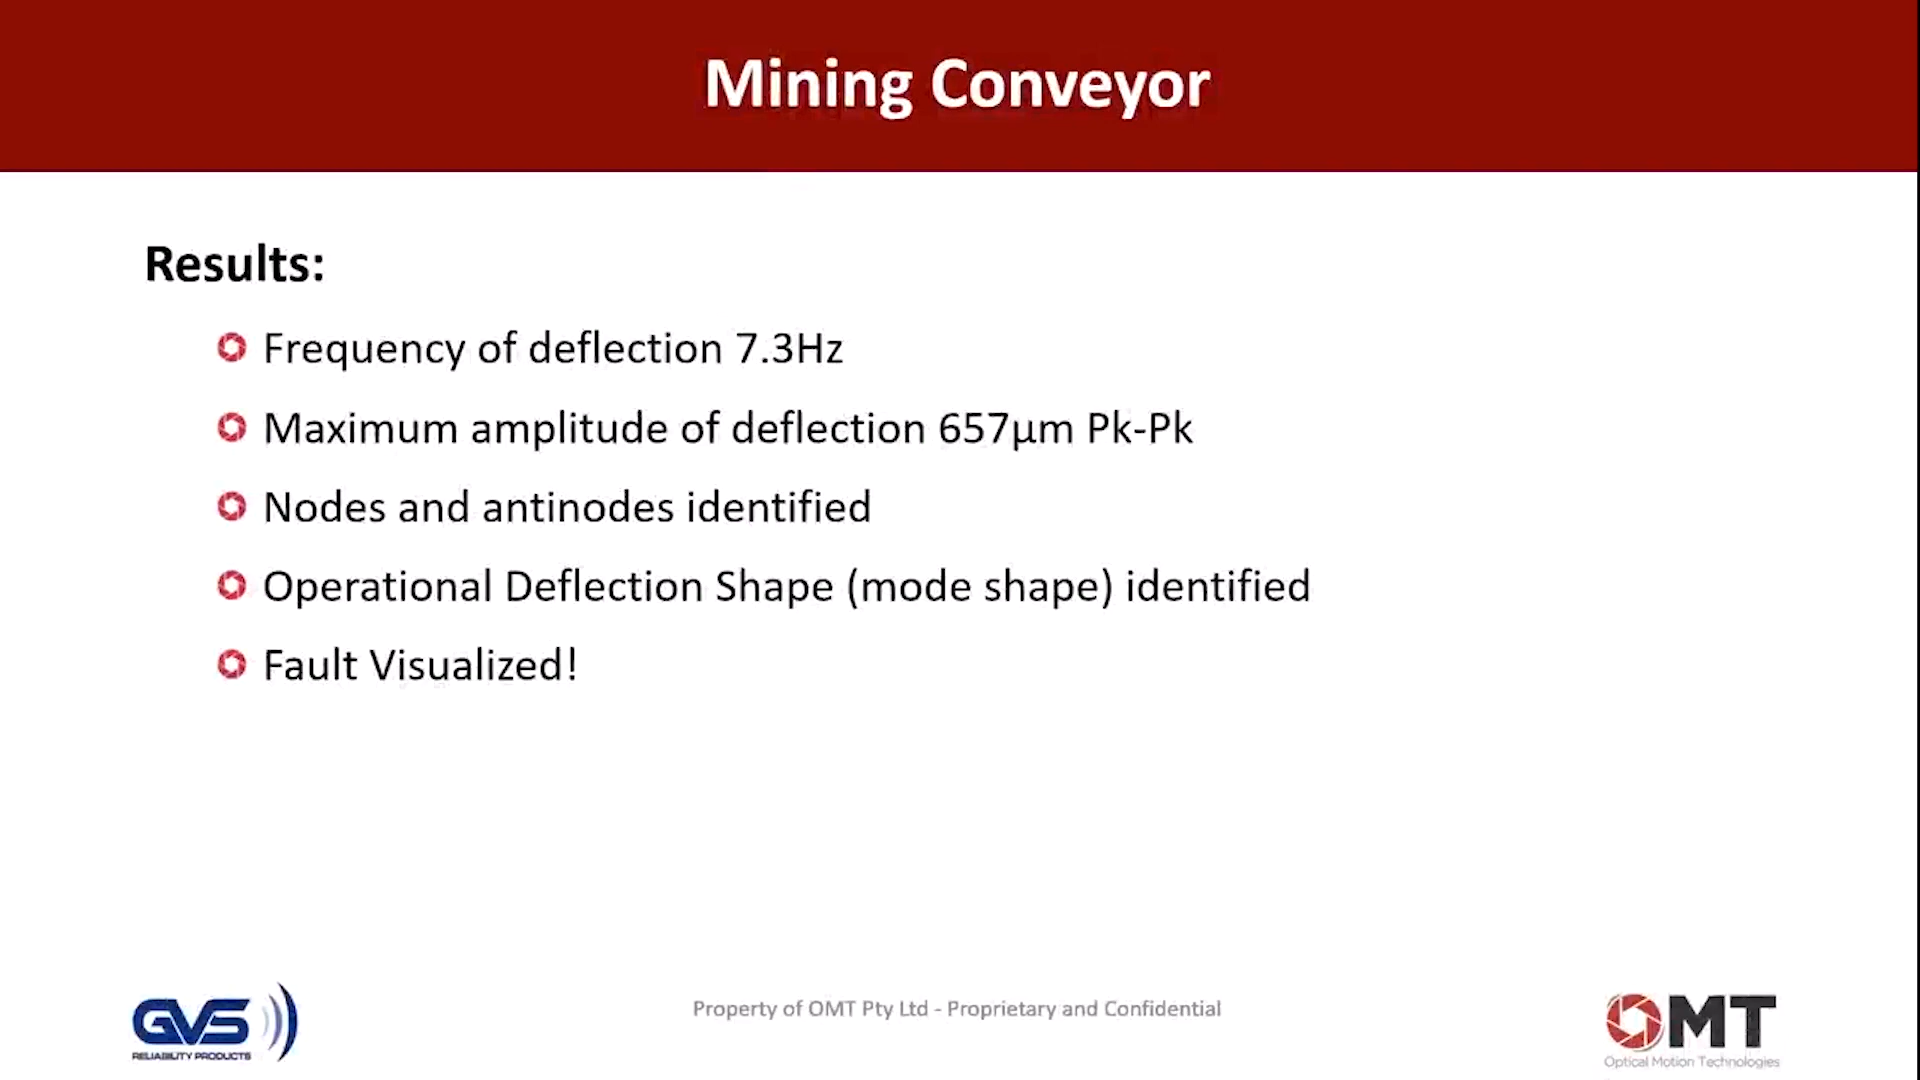 Mining Conveyor
Results:
Frequency of deflection 7.3Hz
Maximum amplitude of deflection 657µm Pk-Pk
Nodes and antinodes identified
Operational Deflection Shape (mode shape) identified
Fault Visualized!
GVS
RELIABILITY PRODUCTS
Property of OMT Pty Ltd - Proprietary and Confidential
OMT
Optical Motion Technologies